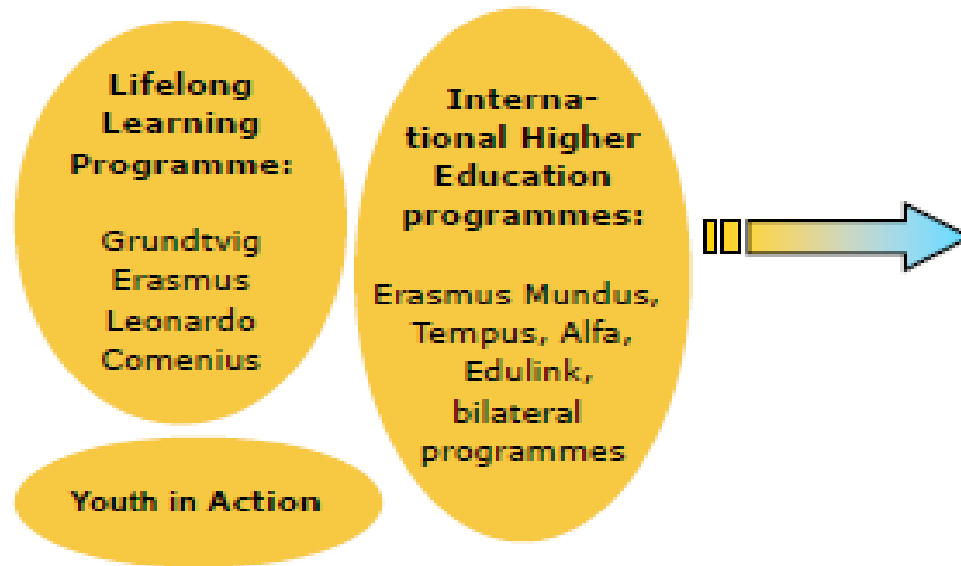 Lifelong
Learning
Programme:
Grundtvig
Erasmus
Leonardo
Comenius
Interna-
tional Higher
Education
programmes:
Erasmus Mundus,
Tempus, Alfa,
Edulink,
bilateral
programmes
Youth in Action